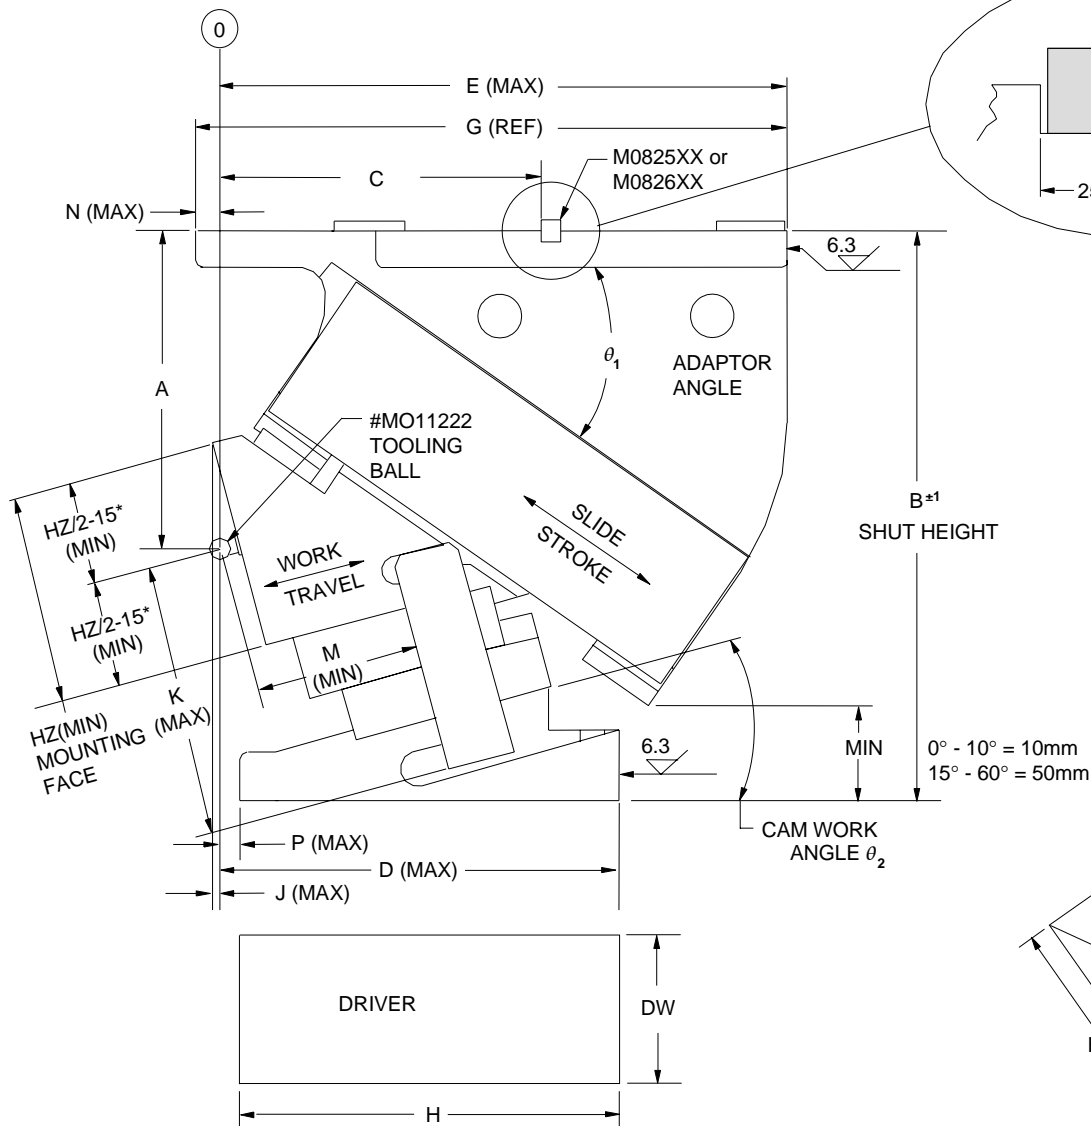 0
E (MAX)
G (REF)
C
M0825XX or
M0826XX
N (MAX)
6.3
A
θ1
ADAPTOR
ANGLE
#MO11222
TOOLING
BALL
B±1
SHUT HEIGHT
SLIDE
STROKE
HZ/2-15*
(MIN)
WORK
TRAVEL
HZ/2-15*
(MIN)
M
(MIN)
K
(MAX)
HZ(MIN)
MOUNTING
FACE
MIN
0° - 10° = 10mm
15° - 60° = 50mm
6.3
CAM WORK
ANGLE θ2
P (MAX)
D (MAX)
J (MAX)
DRIVER
DW
H